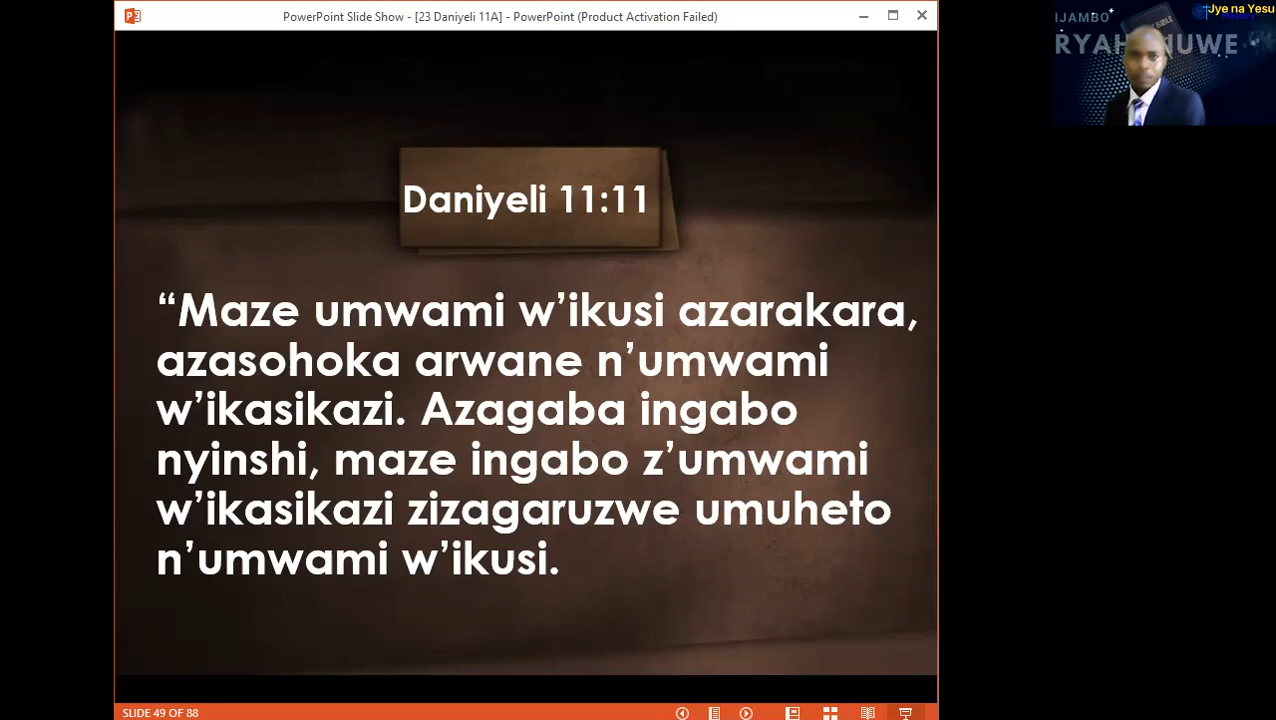 PowerPoint Slide Show - [23 Daniyeli 11A] - PowerPoint (Product Activation Failed)
Jye na Yesu
Ministry
IJAMBO
BIBLE
Daniyeli 11:11
“Maze umwami w’ikusi azarakara,
azasohoka arwane n’umwami
w’ikasikazi. Azagaba ingabo
nyinshi, maze ingabo z’umwami
w’ikasikazi zizagaruzwe umuheto
n’umwami w’ikusi.
SLIDE 49 OF 88